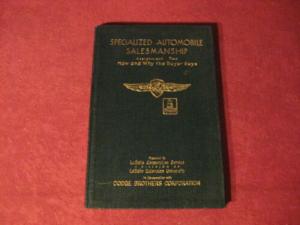 SPECIALIZED AUTOMOBILE
SALESMANSHIP
Assignment Two
How and Why the Buyer Buys
Prepared by
LaSalle Extension University
In Cooperation with
DODGE BROTHERS CORPORATION